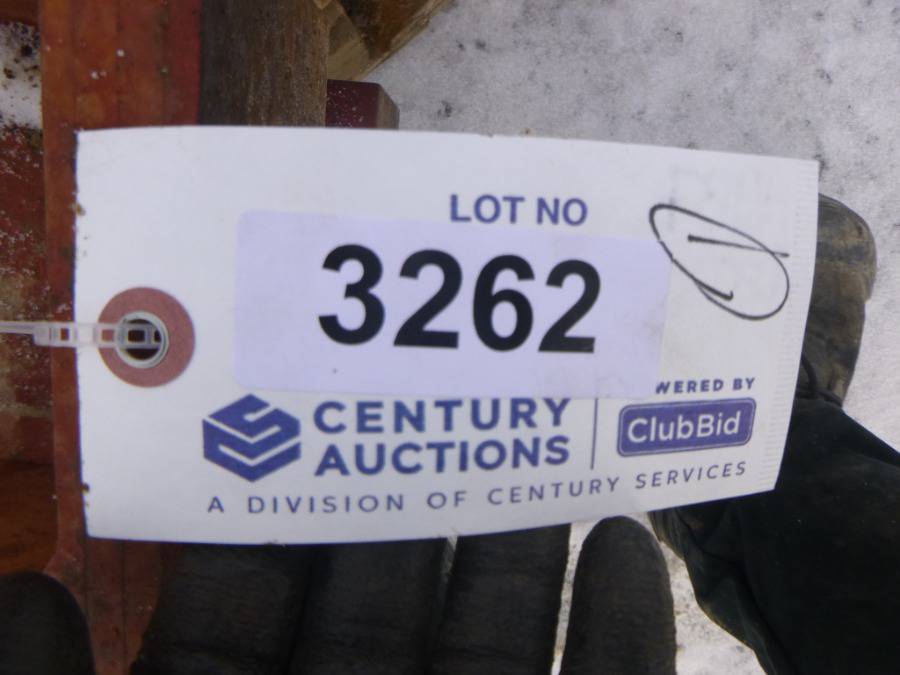 LOT NO
3262
CENTURY
AUCTIONS
WERED BY
ClubBid
A DIVISION OF CENTURY SERVICES